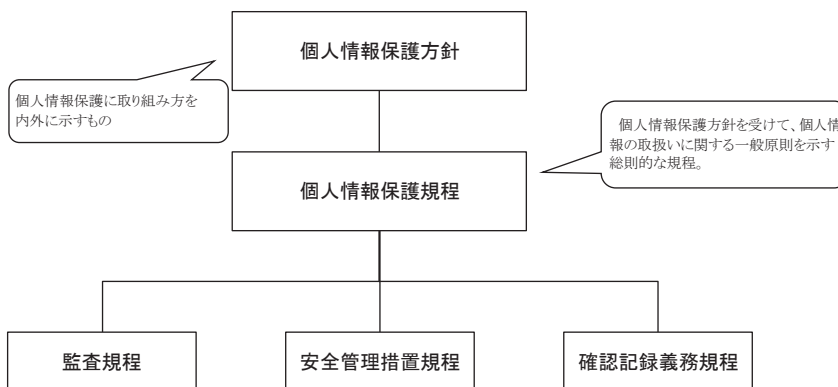 個人情報保護方針
個人情報保護に取り組み方を
内外に示すもの
個人情報保護方針を受けて、個人情
報の取扱いに関する一般原則を示す
総則的な規程。
個人情報保護規程
監査規程
安全管理措置規程
確認記録義務規程